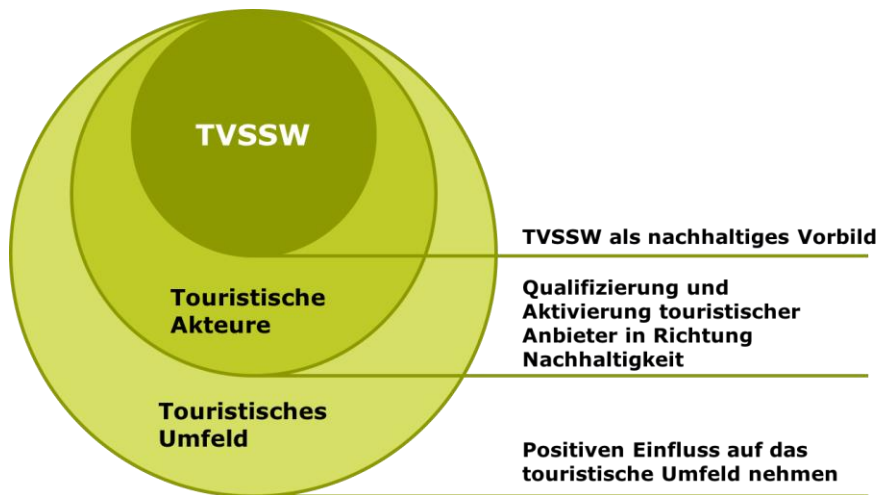 TVSSW
TVSSW als nachhaltiges Vorbild
Touristische
Akteure
Qualifizierung und
Aktivierung touristischer
Anbieter in Richtung
Nachhaltigkeit
Touristisches
Umfeld
Positiven Einfluss auf das
touristische Umfeld nehmen